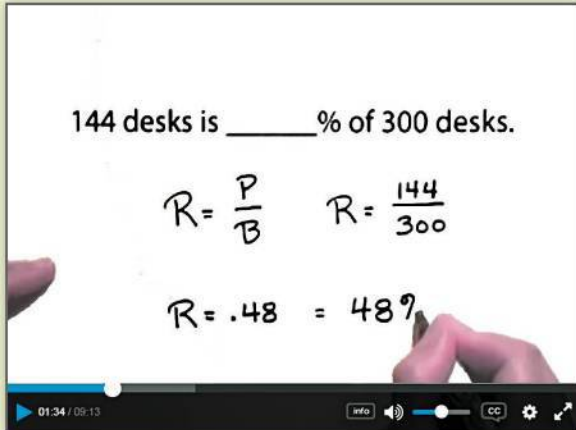 144 desks is ______% of 300 desks.
R = P/B R = 144/300
R = .48 = 48%
01:34 / 09:13
info CC